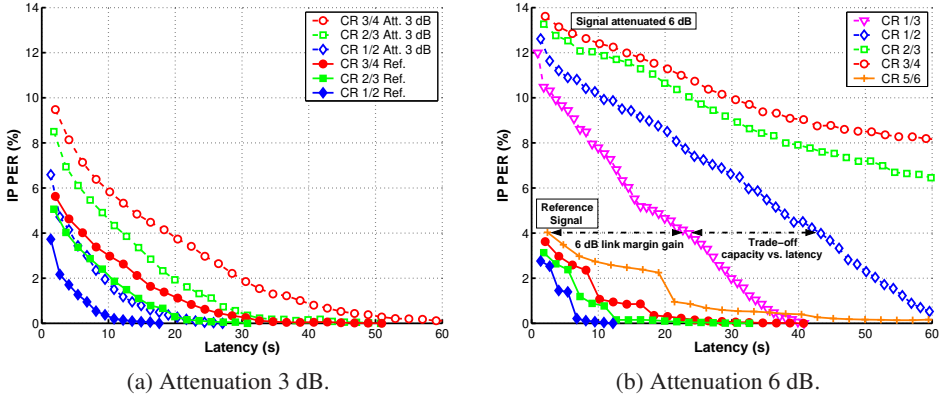 14
12
10
8
6
4
2
0
IP PER (%)
0
10
20
30
40
50
60
Latency (s)
CR 3/4 Att. 3 dB
CR 2/3 Att. 3 dB
CR 1/2 Att. 3 dB
CR 3/4 Ref.
CR 2/3 Ref.
CR 1/2 Ref.
(a) Attenuation 3 dB.
14
12
10
8
6
4
2
0
IP PER (%)
0
10
20
30
40
50
60
Latency (s)
Signal attenuated 6 dB
CR 1/3
CR 1/2
CR 2/3
CR 3/4
CR 5/6
Reference
Signal
6 dB link margin gain
Trade-off
capacity vs. latency
(b) Attenuation 6 dB.